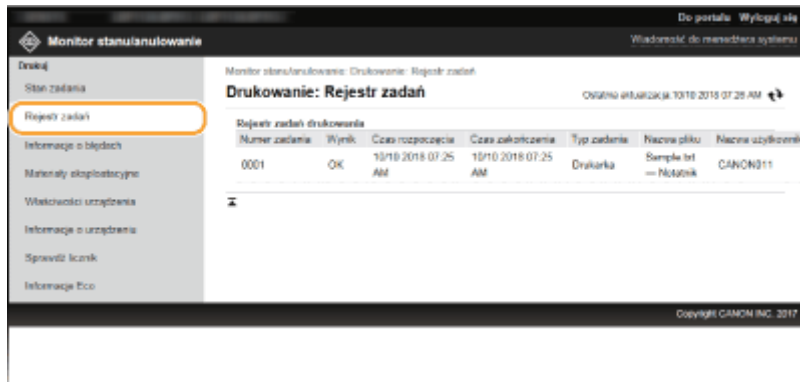 Do portalu Wyloguj się
Monitor stanu/anulowanie
Wiadomość do menedżera systemu
Drukuj
Stan zadania
Rejestr zadań
Informacje o błędach
Materiały eksploatacyjne
Właściwości urządzenia
Informacje o urządzeniu
Sprawdź licznik
Informacje Eco
Monitor stanu/anulowanie: Drukowanie: Rejestr zadań
Drukowanie: Rejestr zadań
Ostatnia aktualizacja:10/10 2018 07:28 AM
Rejestr zadań drukowania
Numer zadania Wynik Czas rozpoczęcia Czas zakończenia Typ zadania Nazwa pliku Nazwa użytkownik
0001 OK 10/10 2018 07:25 AM 10/10 2018 07:25 AM Drukarka Sample.txt — Notatnik CANON011
Copyright CANON INC. 2017